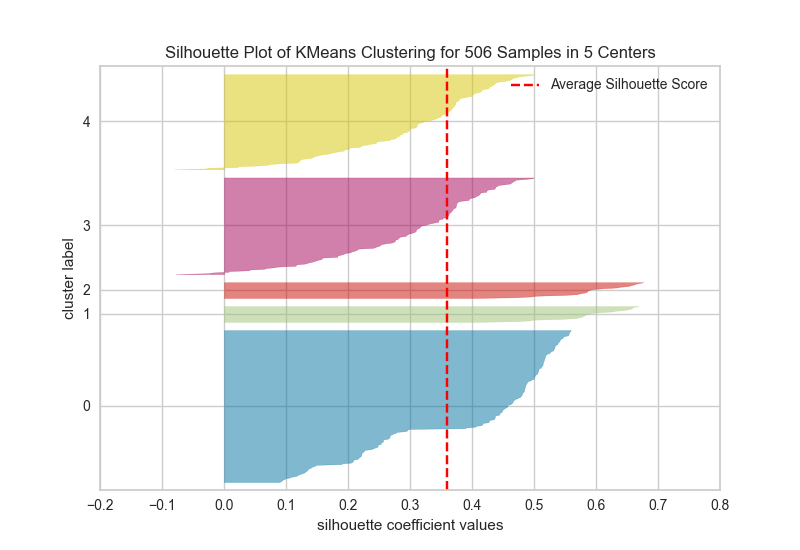 Silhouette Plot of KMeans Clustering for 506 Samples in 5 Centers
Average Silhouette Score
cluster label
4
3
2
1
0
−0.2 −0.1 0.0 0.1 0.2 0.3 0.4 0.5 0.6 0.7 0.8
silhouette coefficient values